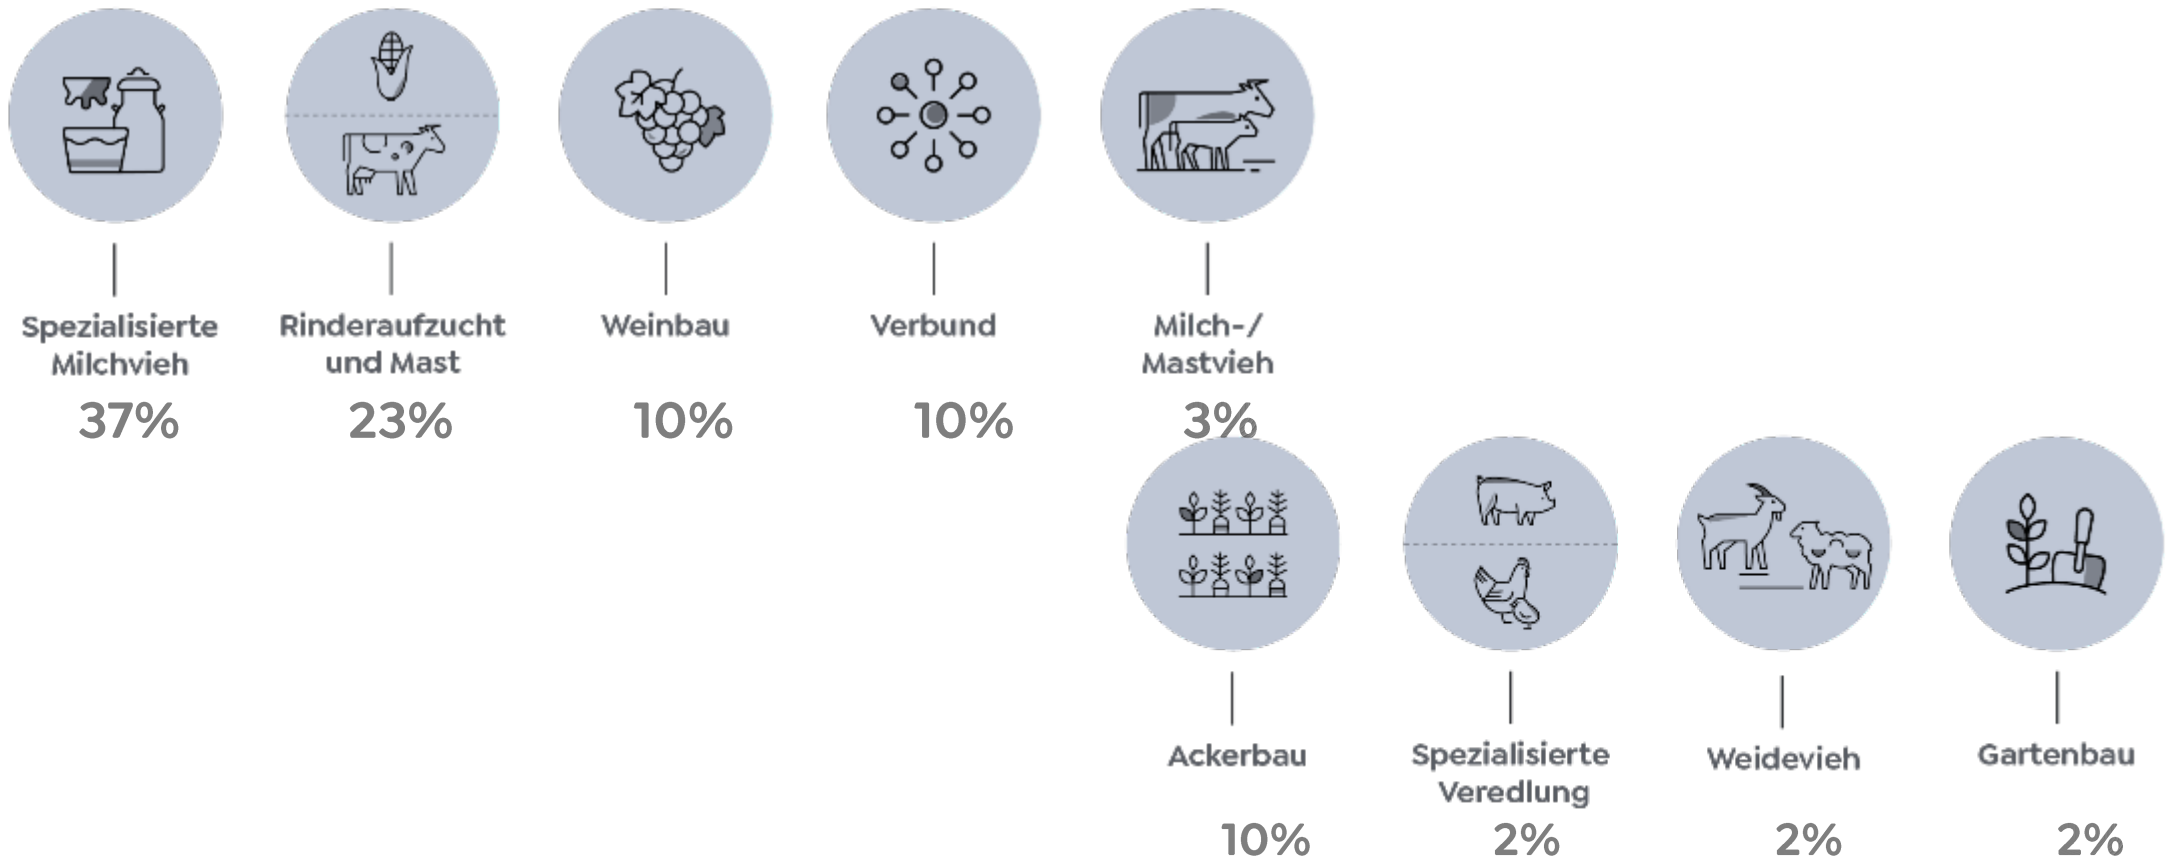 Spezialisierte
Milchvieh
37%
Rinderaufzucht
und Mast
23%
Weinbau
10%
Verbund
10%
Milch-/
Mastvieh
3%
Ackerbau
10%
Spezialisierte
Veredlung
2%
Weidevieh
2%
Gartenbau
2%